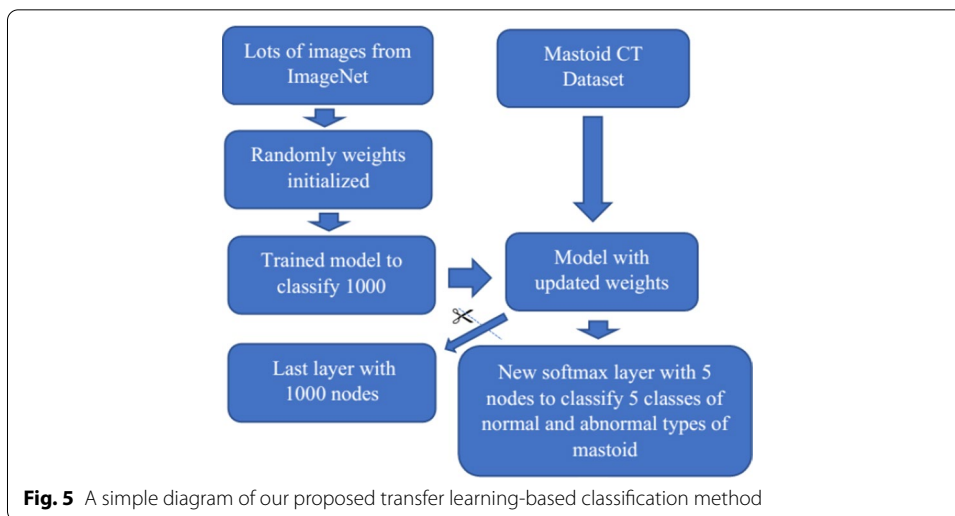 Lots of images from
ImageNet
Mastoid CT
Dataset
Randomly weights
initialized
Trained model to
classify 1000
Model with
updated weights
Last layer with
1000 nodes
New softmax layer with 5
nodes to classify 5 classes of
normal and abnormal types of
mastoid
Fig. 5 A simple diagram of our proposed transfer learning-based classification method